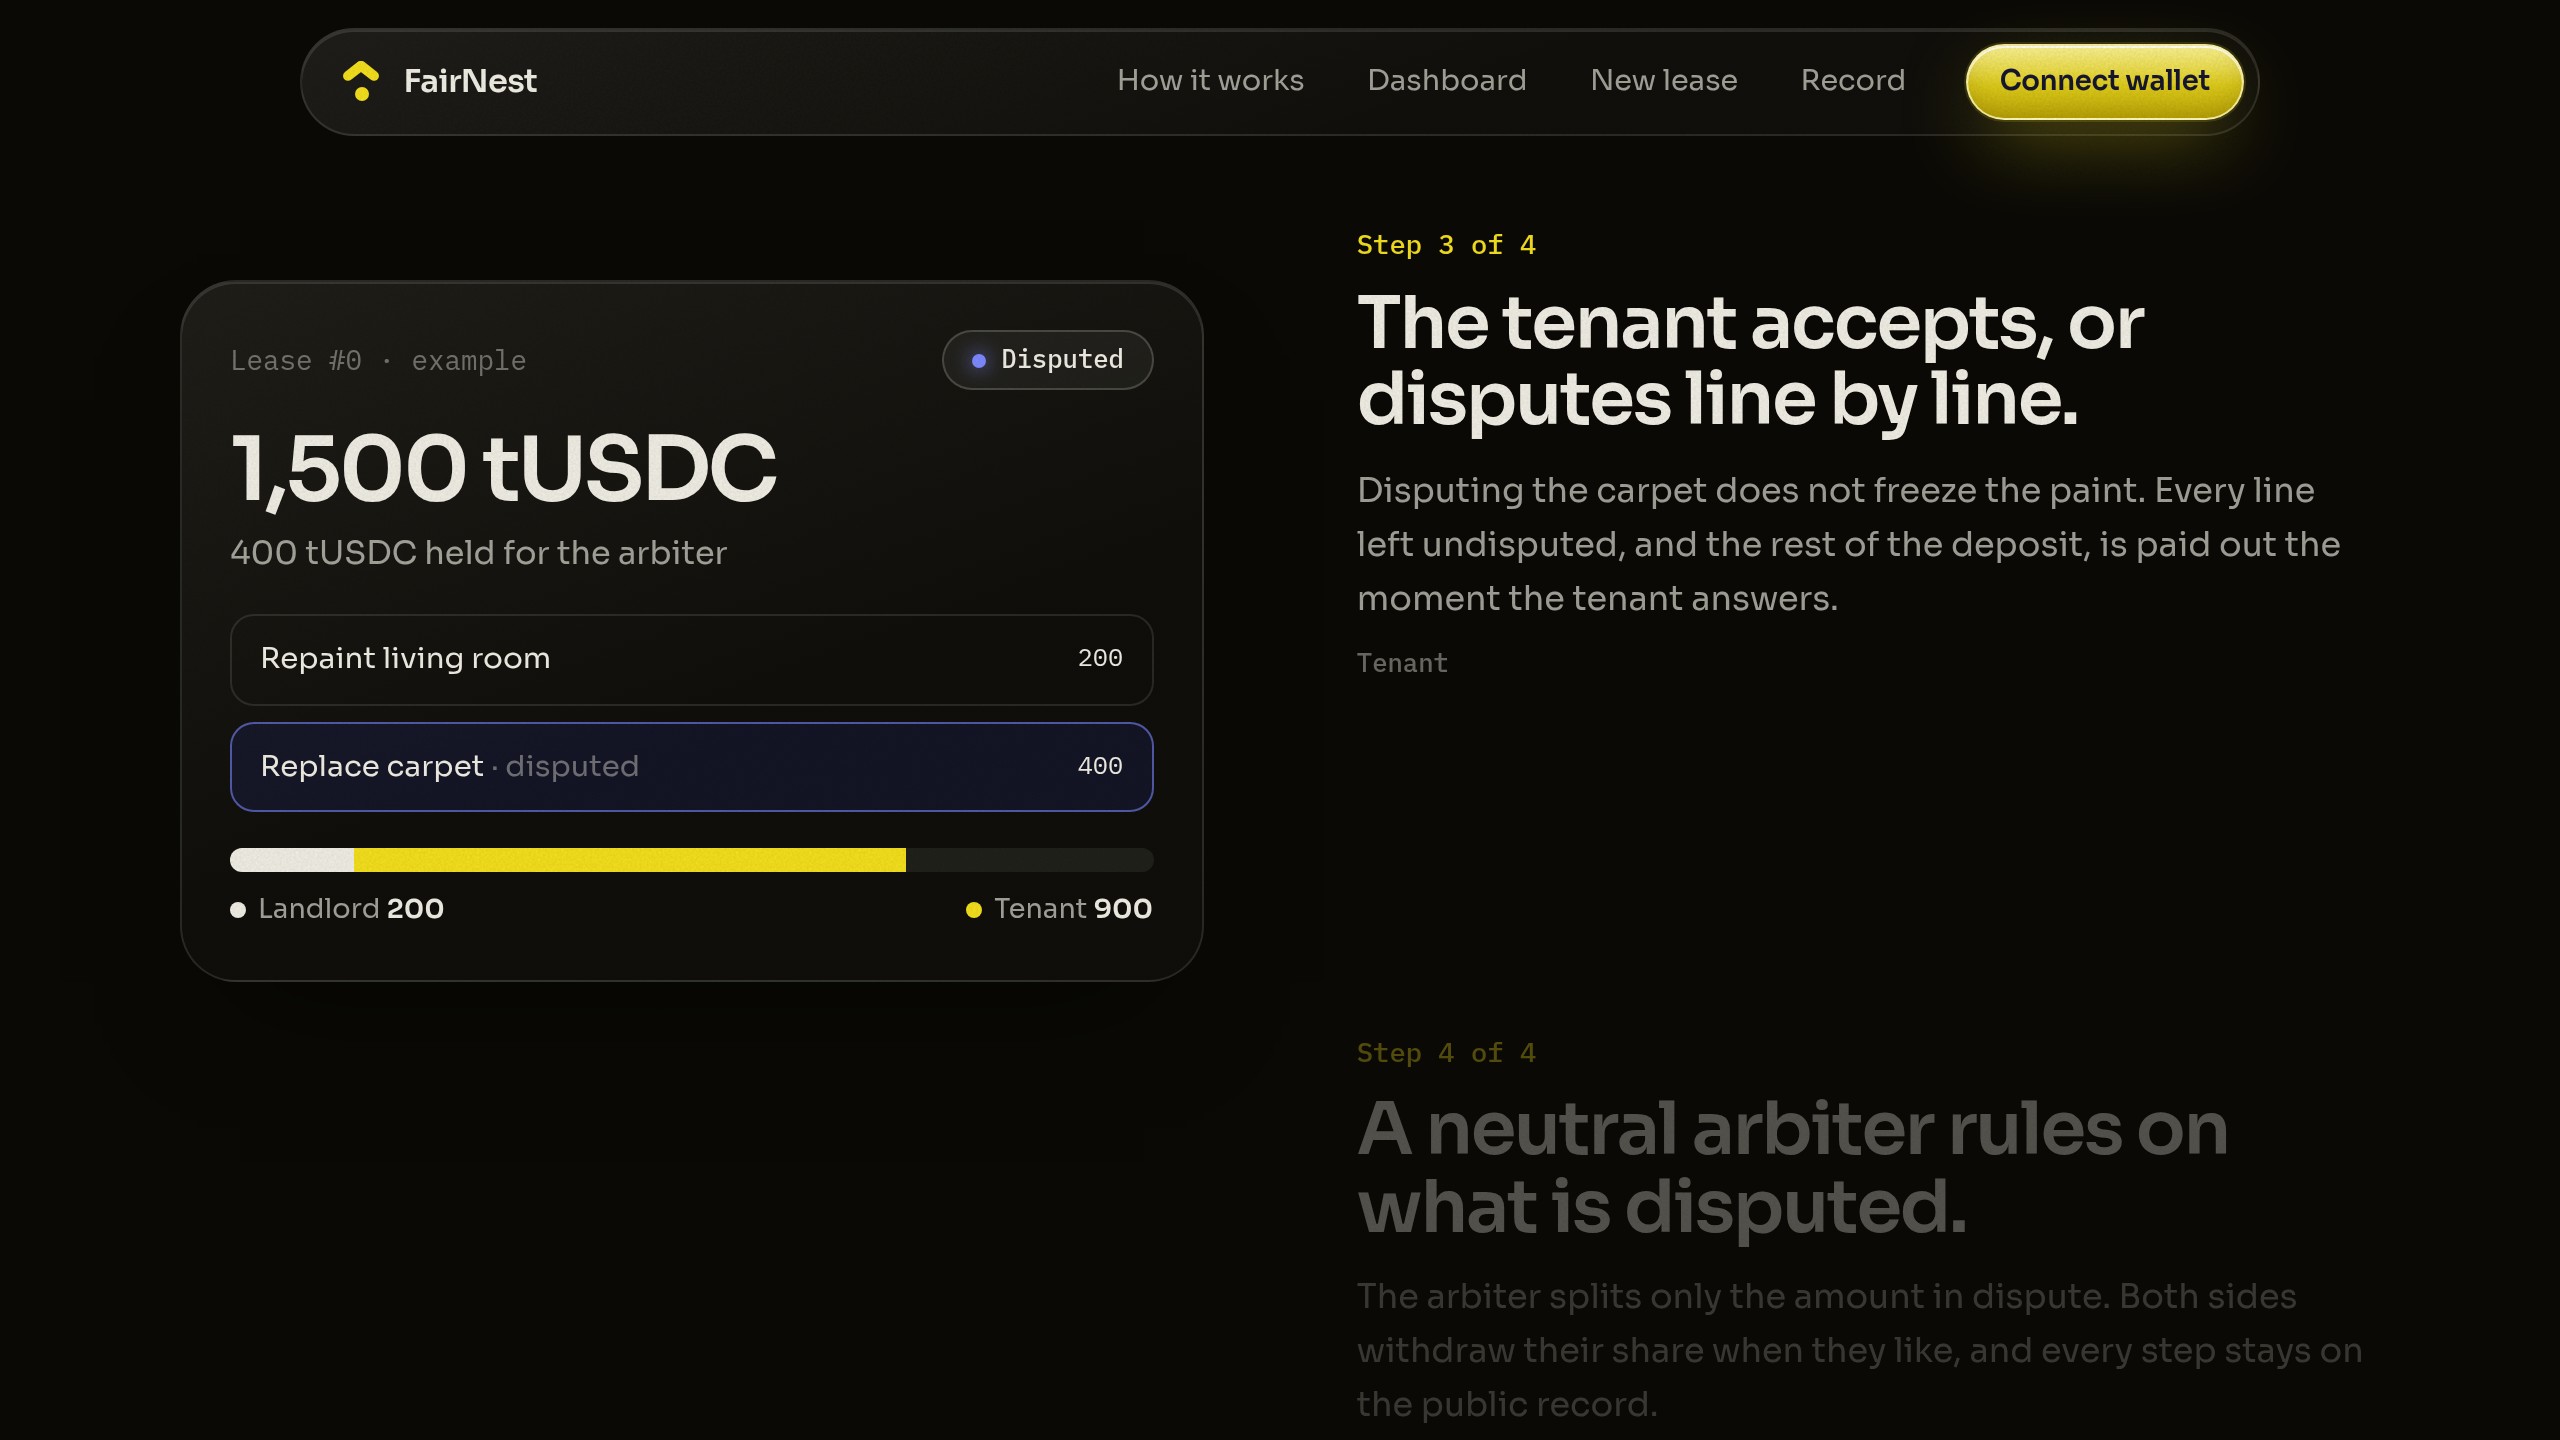 FairNest
How it works
Dashboard
New lease
Record
Connect wallet
Lease #0 · example
Disputed
1,500 tUSDC
400 tUSDC held for the arbiter
Repaint living room
200
Replace carpet · disputed
400
Landlord 200
Tenant 900
Step 3 of 4
The tenant accepts, or
disputes line by line.
Disputing the carpet does not freeze the paint. Every line
left undisputed, and the rest of the deposit, is paid out the
moment the tenant answers.
Tenant
Step 4 of 4
A neutral arbiter rules on
what is disputed.
The arbiter splits only the amount in dispute. Both sides
withdraw their share when they like, and every step stays on
the public record.